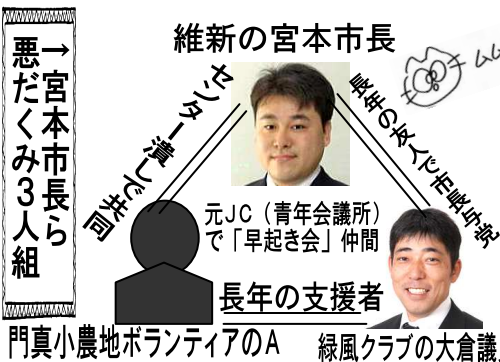 →宮本市長ら
悪だくみ3人組
維新の宮本市長
センター潰しで共同
長年の友人で市長与党
ムム
元JC（青年会議所）
で「早起き会」仲間
長年の支援者
門真小農地ボランティアのA
緑風クラブの大倉議